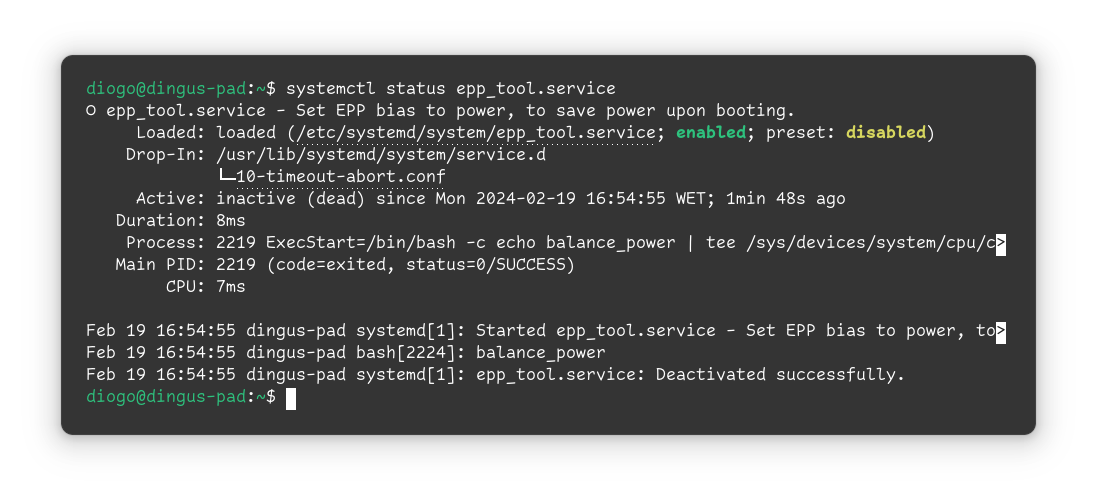 diogo@dingus-pad:~$ systemctl status epp_tool.service
○ epp_tool.service - Set EPP bias to power, to save power upon booting.
     Loaded: loaded (/etc/systemd/system/epp_tool.service; enabled; preset: disabled)
    Drop-In: /usr/lib/systemd/system/service.d
             └─10-timeout-abort.conf
     Active: inactive (dead) since Mon 2024-02-19 16:54:55 WET; 1min 48s ago
   Duration: 8ms
    Process: 2219 ExecStart=/bin/bash -c echo balance_power | tee /sys/devices/system/cpu/c>
   Main PID: 2219 (code=exited, status=0/SUCCESS)
        CPU: 7ms

Feb 19 16:54:55 dingus-pad systemd[1]: Started epp_tool.service - Set EPP bias to power, to>
Feb 19 16:54:55 dingus-pad bash[2224]: balance_power
Feb 19 16:54:55 dingus-pad systemd[1]: epp_tool.service: Deactivated successfully.
diogo@dingus-pad:~$